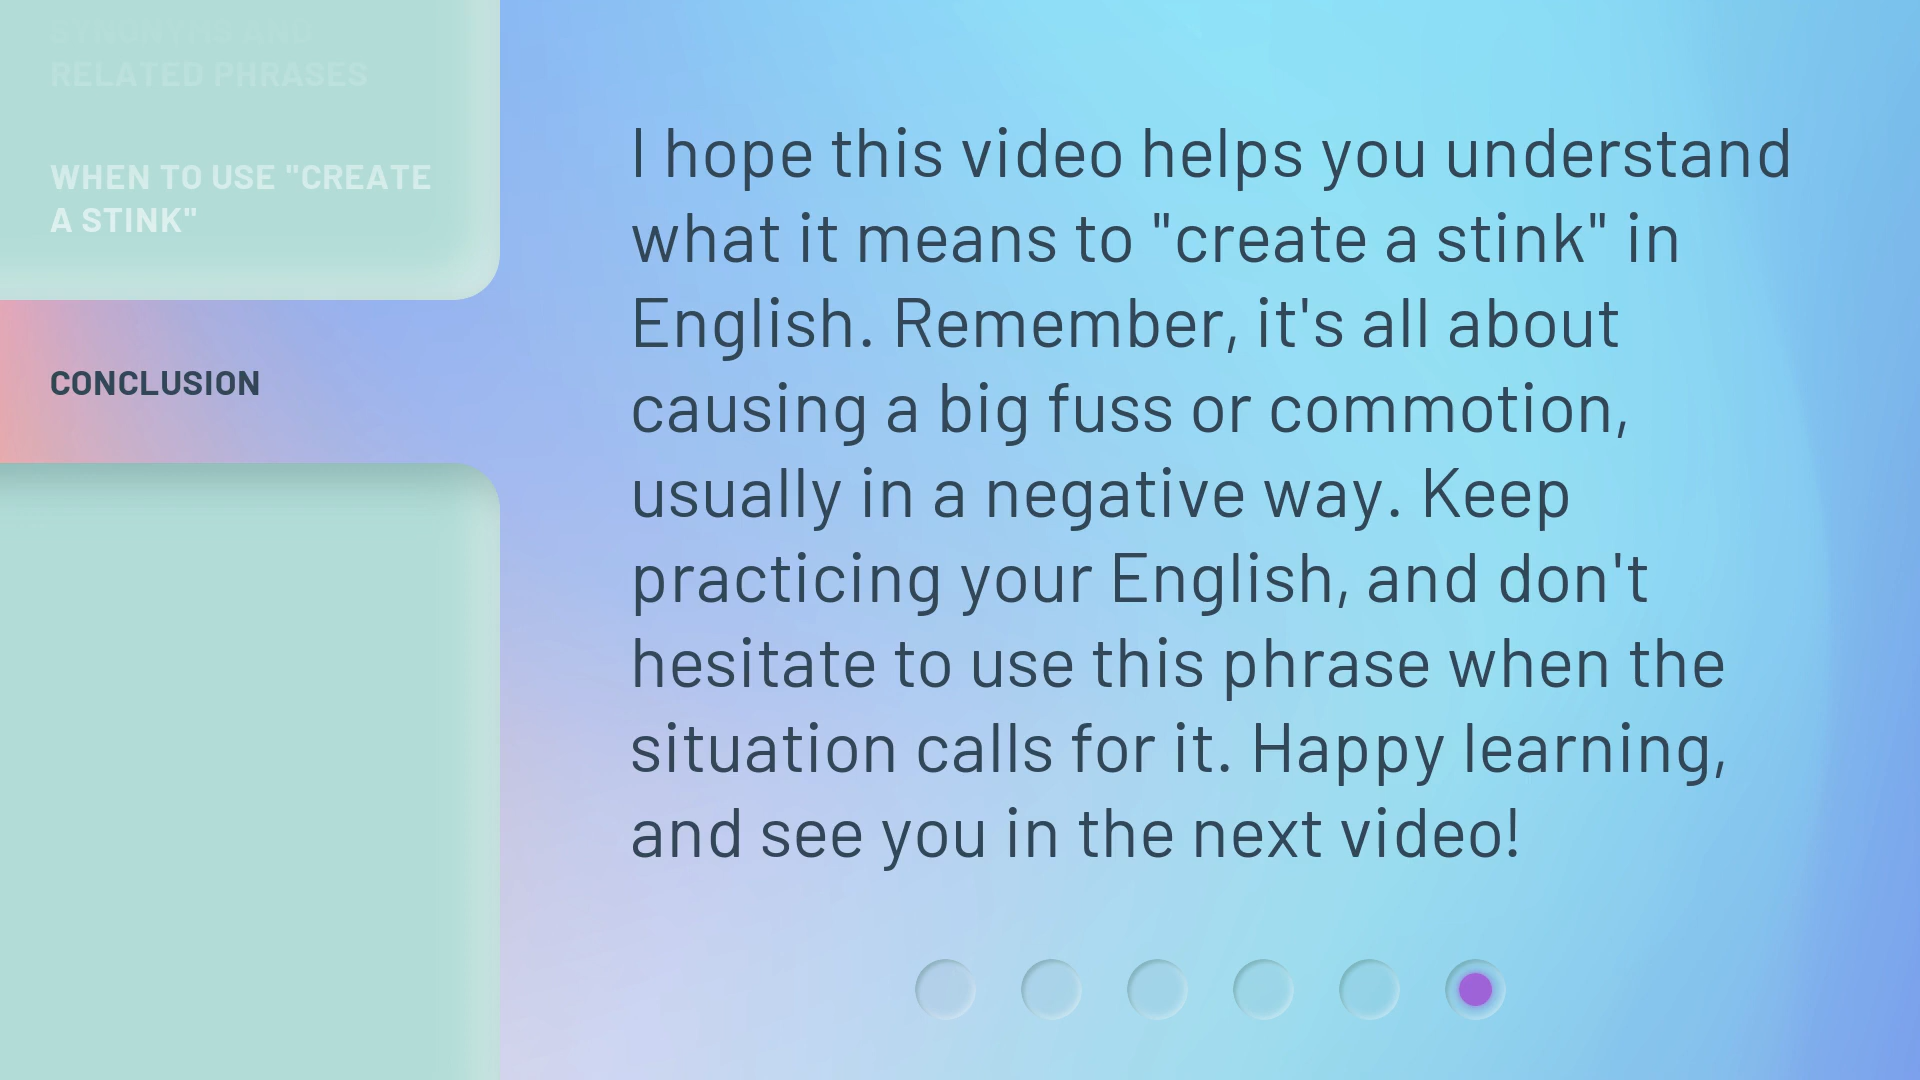 SYNONYMS AND
RELATED PHRASES
WHEN TO USE "CREATE
A STINK"
CONCLUSION
I hope this video helps you understand
what it means to "create a stink" in
English. Remember, it's all about
causing a big fuss or commotion,
usually in a negative way. Keep
practicing your English, and don't
hesitate to use this phrase when the
situation calls for it. Happy learning,
and see you in the next video!